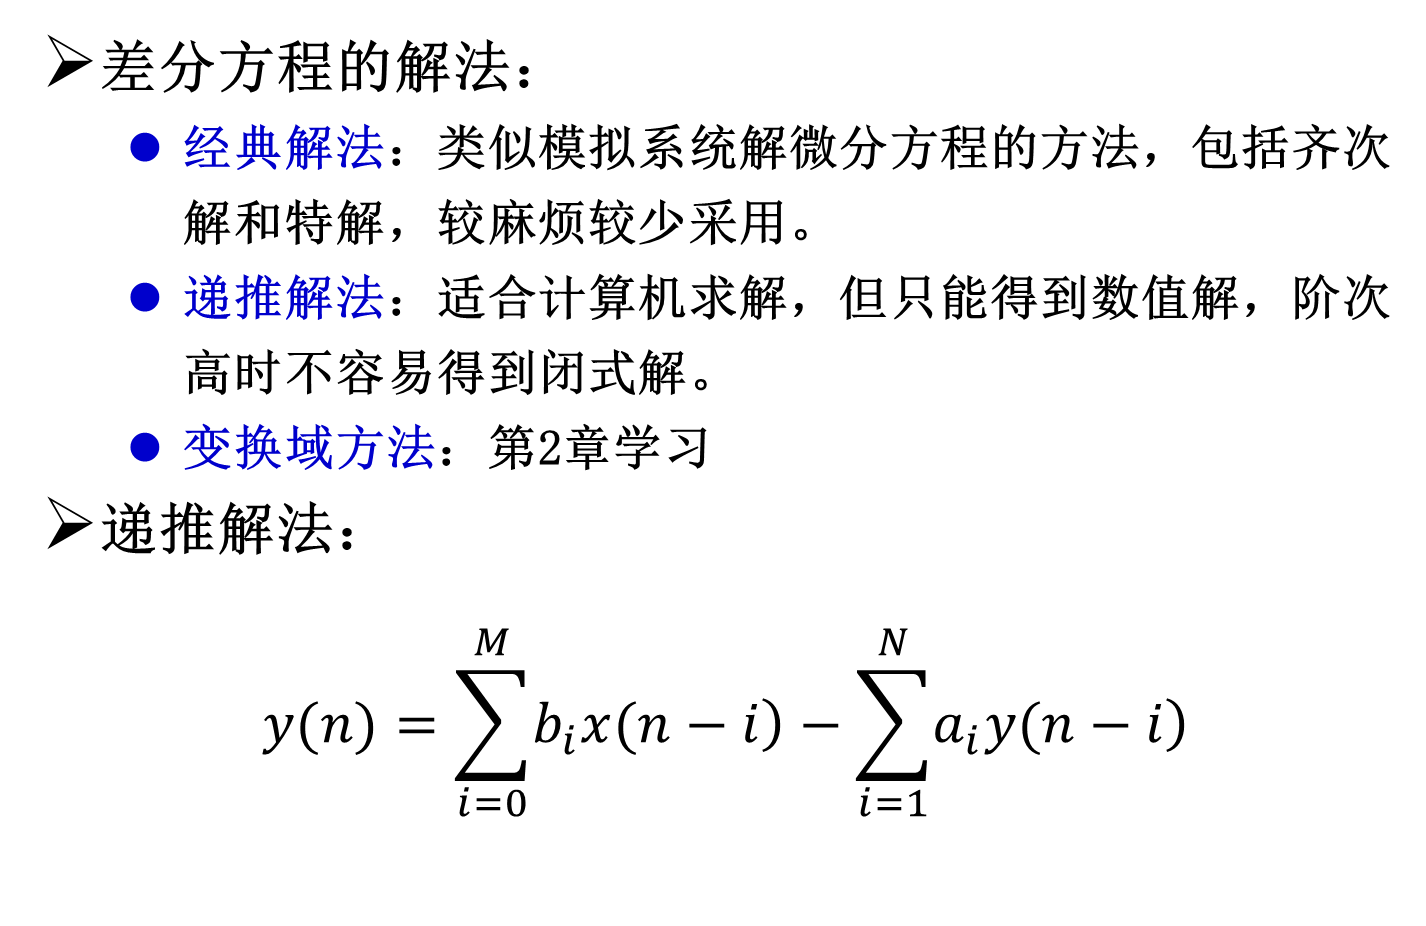 ➢差分方程的解法：
● 经典解法：类似模拟系统解微分方程的方法，包括齐次
解和特解，较麻烦较少采用。
● 递推解法：适合计算机求解，但只能得到数值解，阶次
高时不容易得到闭式解。
● 变换域方法：第2章学习
➢递推解法：
y(n) = \sum_{i=0}^{M} b_i x(n − i) − \sum_{i=1}^{N} a_i y(n − i)